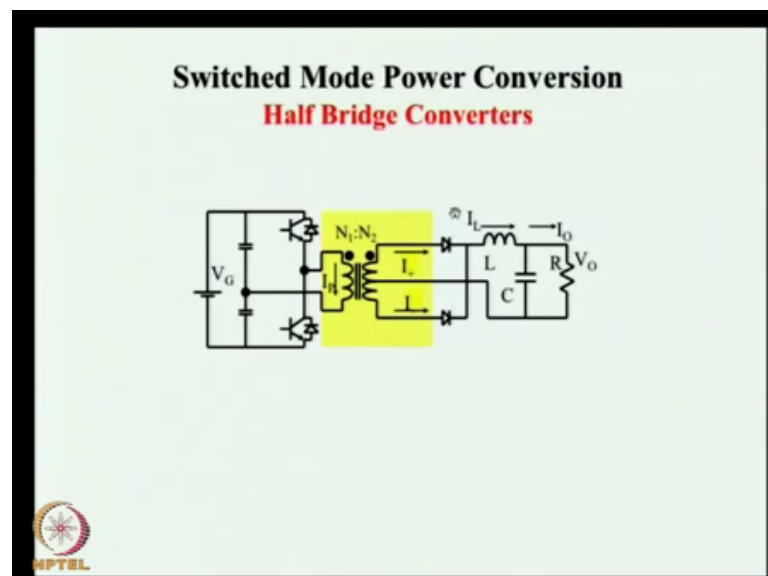 Switched Mode Power Conversion
Half Bridge Converters
N1:N2
IL
IO
VG
IP
I+
I-
L
C
R
VO
NPTEL